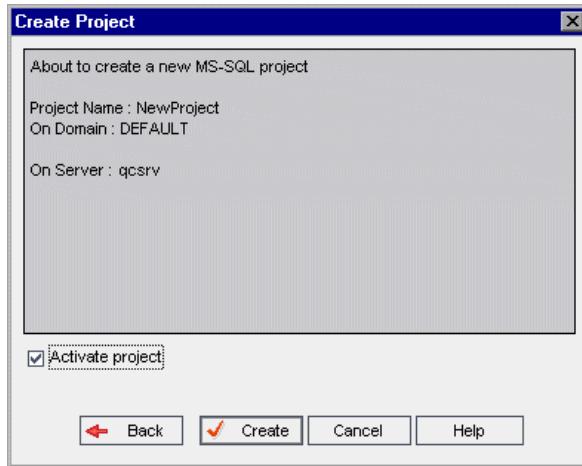 Create Project
About to create a new MS-SQL project
Project Name : NewProject
On Domain : DEFAULT
On Server : qcsrv
Activate project
Back
Create
Cancel
Help